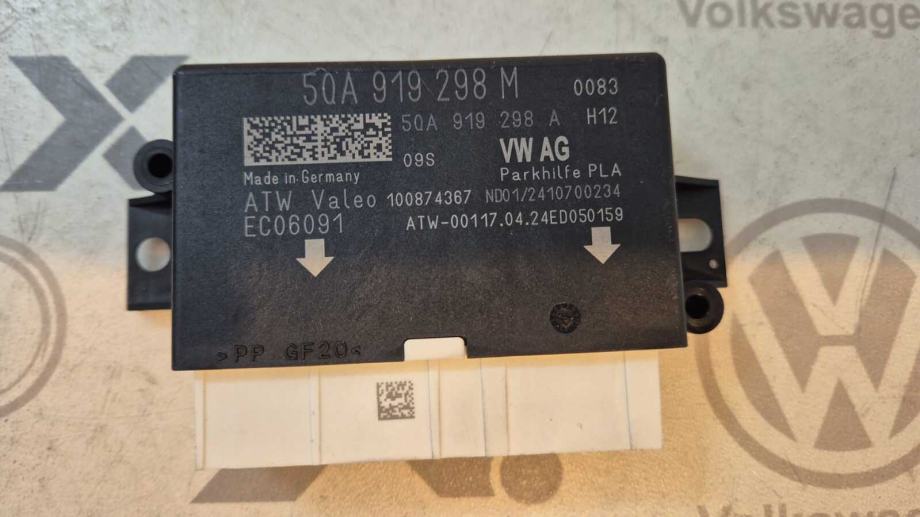 Volkswage
5QA 919 298 M 0083
5QA 919 298 A H12
09S VW AG
Made in Germany Parkhilfe PLA
ATW Valeo 100874367 ND01/2410700234
EC06091 ATW-00117.04.24ED050159
>PP GF20<
Volkswage